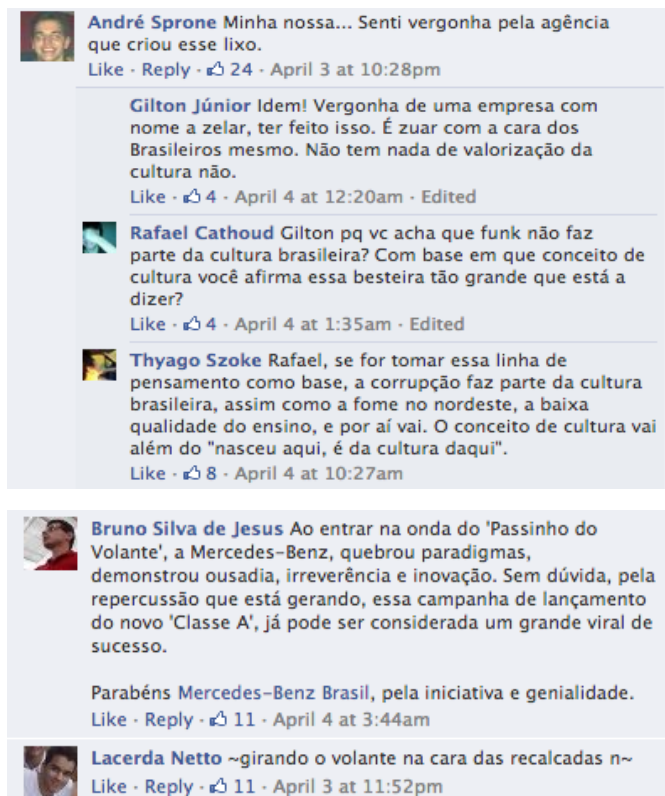 André Sprone Minha nossa... Senti vergonha pela agência
que criou esse lixo.
Like · Reply · 24 · April 3 at 10:28pm
Gilton Júnior Idem! Vergonha de uma empresa com
nome a zelar, ter feito isso. É zuar com a cara dos
Brasileiros mesmo. Não tem nada de valorização da
cultura não.
Like · 4 · April 4 at 12:20am · Edited
Rafael Cathoud Gilton pq vc acha que funk não faz
parte da cultura brasileira? Com base em que conceito de
cultura você afirma essa besteira tão grande que está a
dizer?
Like · 4 · April 4 at 1:35am · Edited
Thyago Szoke Rafael, se for tomar essa linha de
pensamento como base, a corrupção faz parte da cultura
brasileira, assim como a fome no nordeste, a baixa
qualidade do ensino, e por aí vai. O conceito de cultura vai
além do "nasceu aqui, é da cultura daqui".
Like · 8 · April 4 at 10:27am
Bruno Silva de Jesus Ao entrar na onda do 'Passinho do
Volante', a Mercedes-Benz, quebrou paradigmas,
demonstrou ousadia, irreverência e inovação. Sem dúvida, pela
repercussão que está gerando, essa campanha de lançamento
do novo 'Classe A', já pode ser considerada um grande viral de
sucesso.
Parabéns Mercedes-Benz Brasil, pela iniciativa e genialidade.
Like · Reply · 11 · April 4 at 3:44am
Lacerda Netto ~girando o volante na cara das recalcadas n~
Like · Reply · 11 · April 3 at 11:52pm